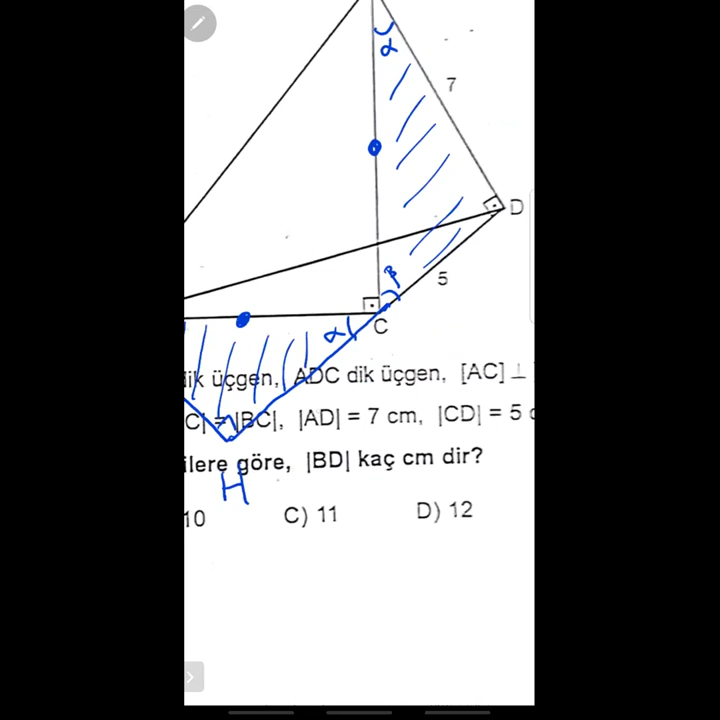 α
7
D
β
5
α
C
dik üçgen, ADC dik üçgen, [AC] ⊥
C| = |BC|, |AD| = 7 cm, |CD| = 5
ilere göre, |BD| kaç cm dir?
H
10 C) 11 D) 12